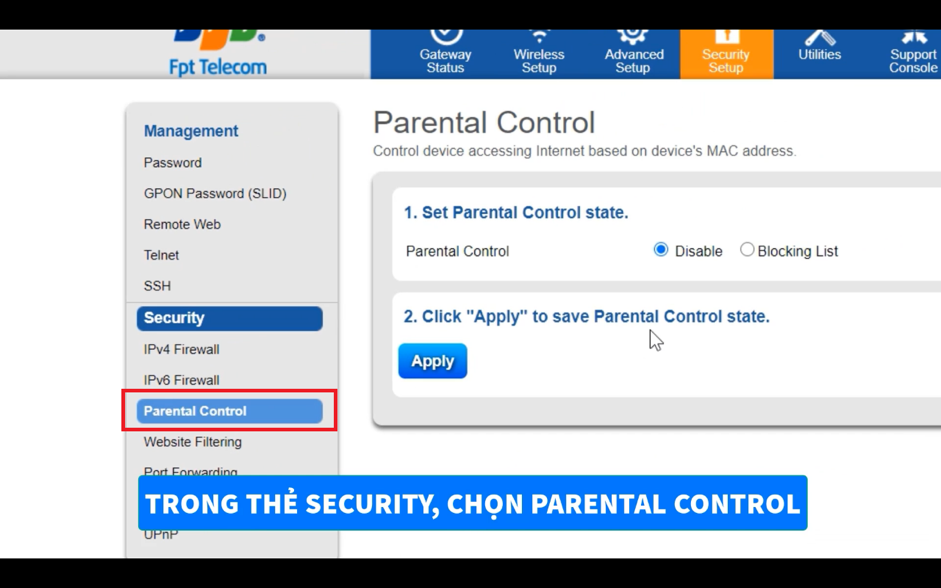 Fpt Telecom
Gateway
Status
Wireless
Setup
Advanced
Setup
Security
Setup
Utilities
Support
Console
Management
Password
GPON Password (SLID)
Remote Web
Telnet
SSH
Security
IPv4 Firewall
IPv6 Firewall
Parental Control
Website Filtering
Port Forwarding
UPnP
Parental Control
Control device accessing Internet based on device's MAC address.
1. Set Parental Control state.
Parental Control Disable Blocking List
2. Click "Apply" to save Parental Control state.
Apply
TRONG THẺ SECURITY, CHỌN PARENTAL CONTROL